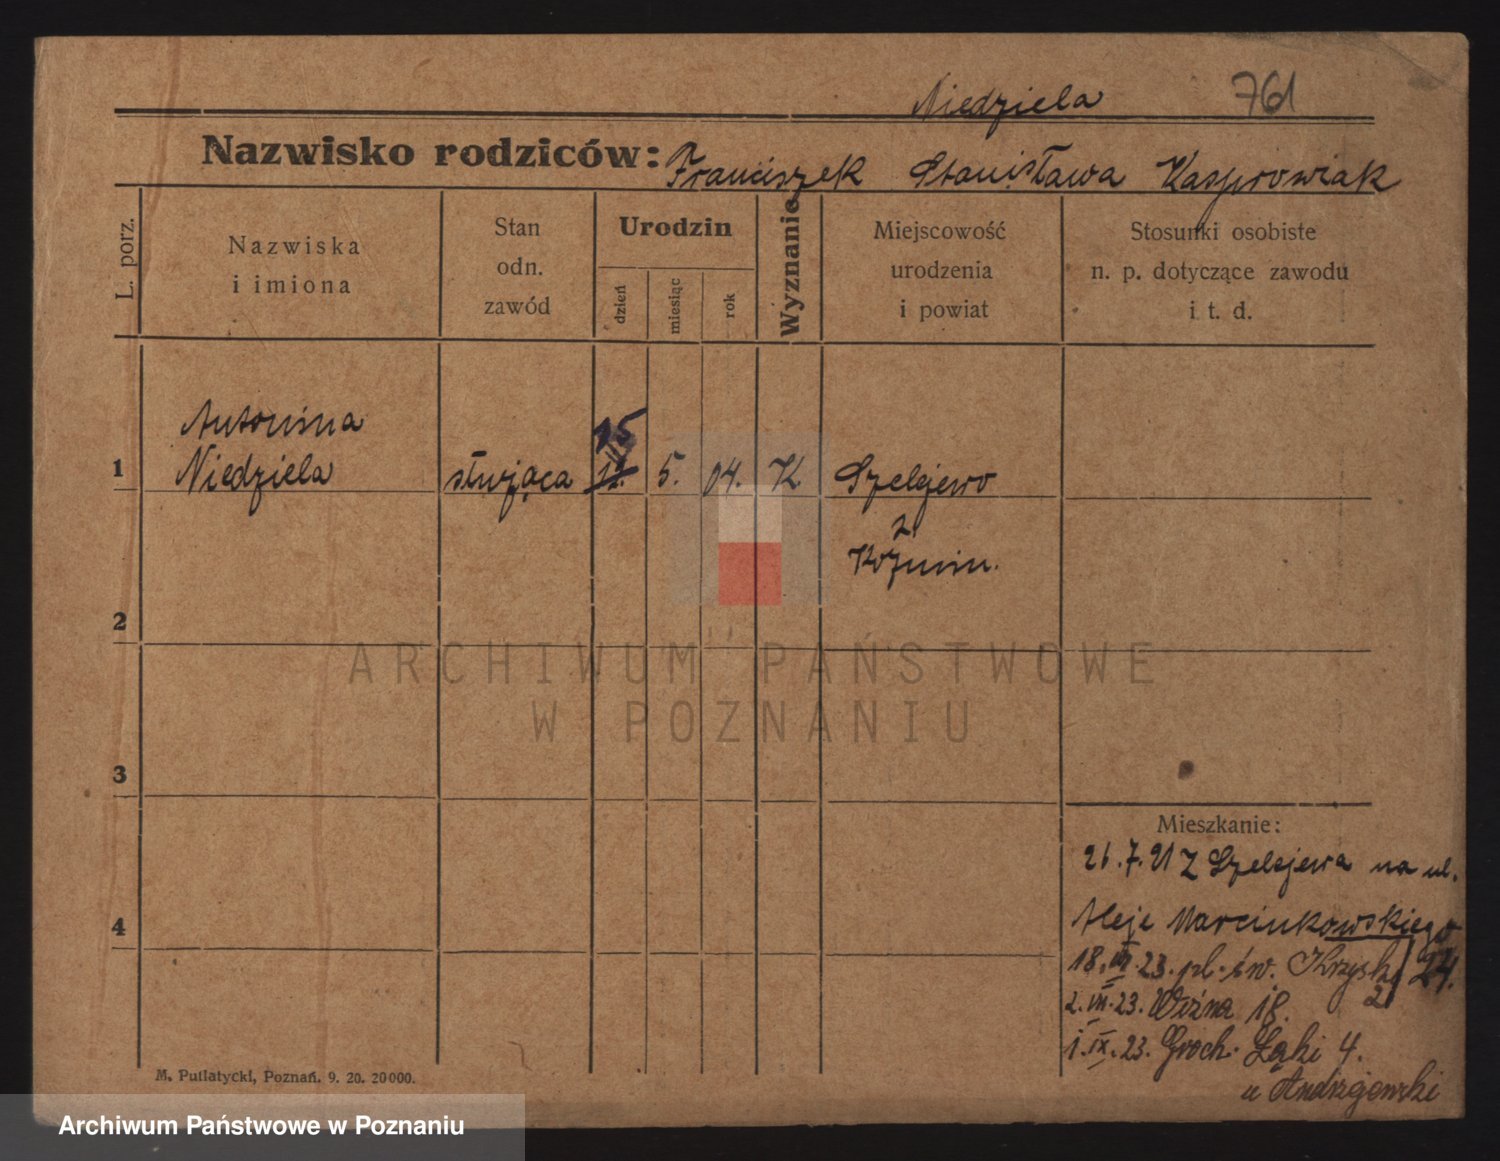 Niedziela 761
Nazwisko rodziców: Franciszek Stanisława Kasprowiak
L. porz.
Nazwiska
i imiona
Stan
odn.
zawód
Urodzin
dzień
miesiąc
rok
Wyznanie
Miejscowość
urodzenia
i powiat
Stosunki osobiste
n. p. dotyczące zawodu
i t. d.
Antonina
15
1 Niedziela służąca 5. 04. K Szelejewo
Koźmin.
2
ARCHIWUM PAŃSTWOWE
W POZNANIU
3
Mieszkanie:
26.7.21 z Szelejewa na ul.
4 Aleje Marcinkowskiego
24.
18. 23. pl. św. Krzysk 2
2. 23. Woźna 18.
1.IX.23. Groch. Łąki 4.
u
M. Putiatycki, Poznań. 9. 20. 20000.
Archiwum Państwowe w Poznaniu